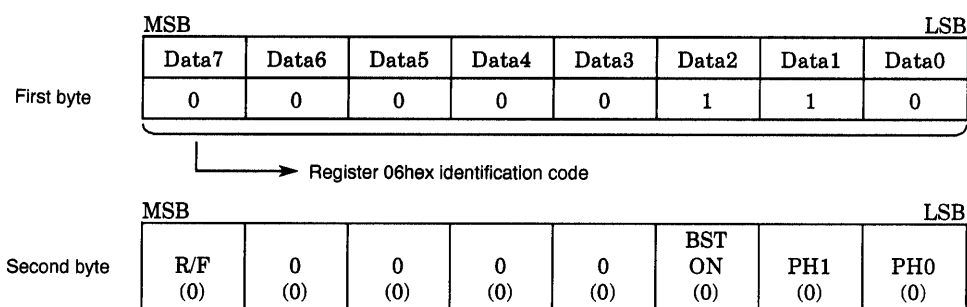 MSB LSB
Data7 Data6 Data5 Data4 Data3 Data2 Data1 Data0
First byte 0 0 0 0 0 1 1 0
Register 06hex identification code
MSB LSB
BST
Second byte R/F 0 0 0 0 ON PH1 PH0
(0) (0) (0) (0) (0) (0) (0) (0)